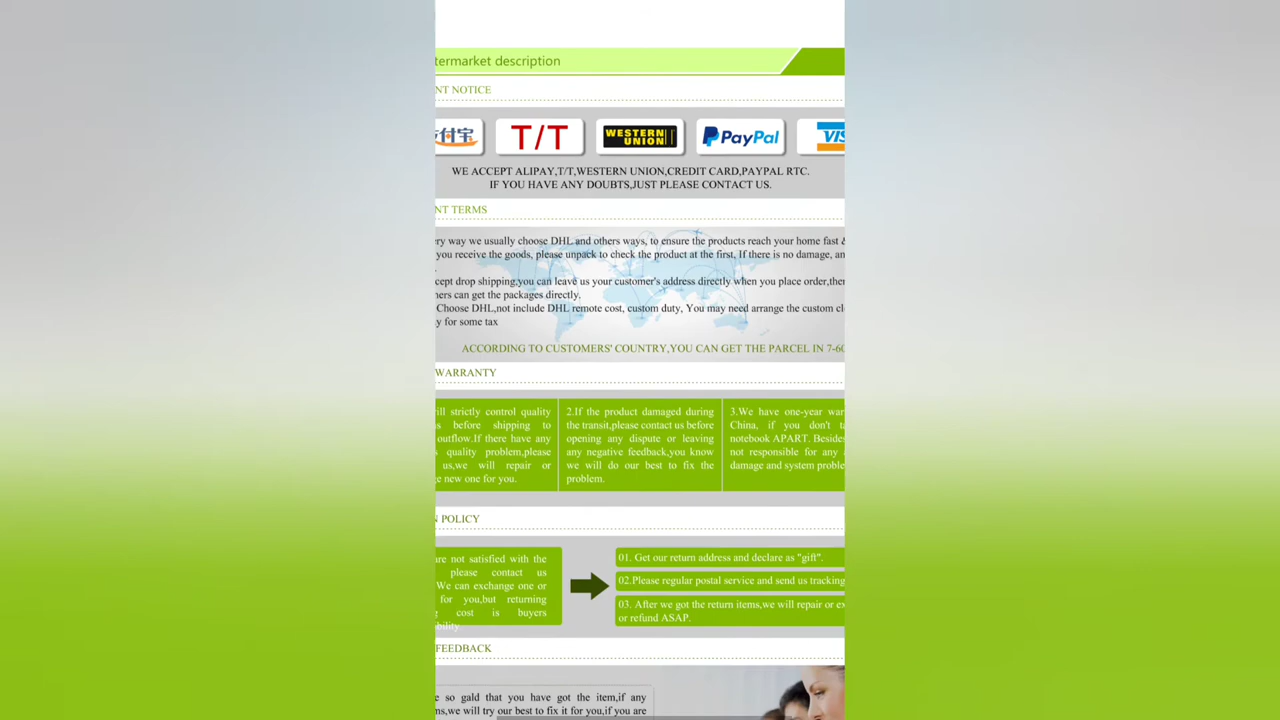 termarket description
NT NOTICE
付宝
T/T
WESTERN
UNION
PayPal
VIS
WE ACCEPT ALIPAY,T/T,WESTERN UNION,CREDIT CARD,PAYPAL RTC.
IF YOU HAVE ANY DOUBTS,JUST PLEASE CONTACT US.
NT TERMS
ry way we usually choose DHL and others ways, to ensure the products reach your home fast &
you receive the goods, please unpack to check the product at the first, If there is no damage, an
.
cept drop shipping,you can leave us your customer's address directly when you place order,then
ners can get the packages directly.
Choose DHL,not include DHL remote cost, custom duty, You may need arrange the custom cl
y for some tax
ACCORDING TO CUSTOMERS' COUNTRY,YOU CAN GET THE PARCEL IN 7-60
WARRANTY
ill strictly control quality
s before shipping to
outflow.If there have any
s quality problem,please
us,we will repair or
e new one for you.
2.If the product damaged during
the transit,please contact us before
opening any dispute or leaving
any negative feedback,you know
we will do our best to fix the
problem.
3.We have one-year war
China, if you don't ta
notebook APART. Besides
not responsible for any
damage and system proble
N POLICY
are not satisfied with the
please contact us
We can exchange one or
for you,but returning
g cost is buyers
ibility.
01. Get our return address and declare as "gift".
02.Please regular postal service and send us tracking
03. After we got the return items,we will repair or ex
or refund ASAP.
FEEDBACK
e so gald that you have got the item,if any
ns,we will try our best to fix it for you,if you are